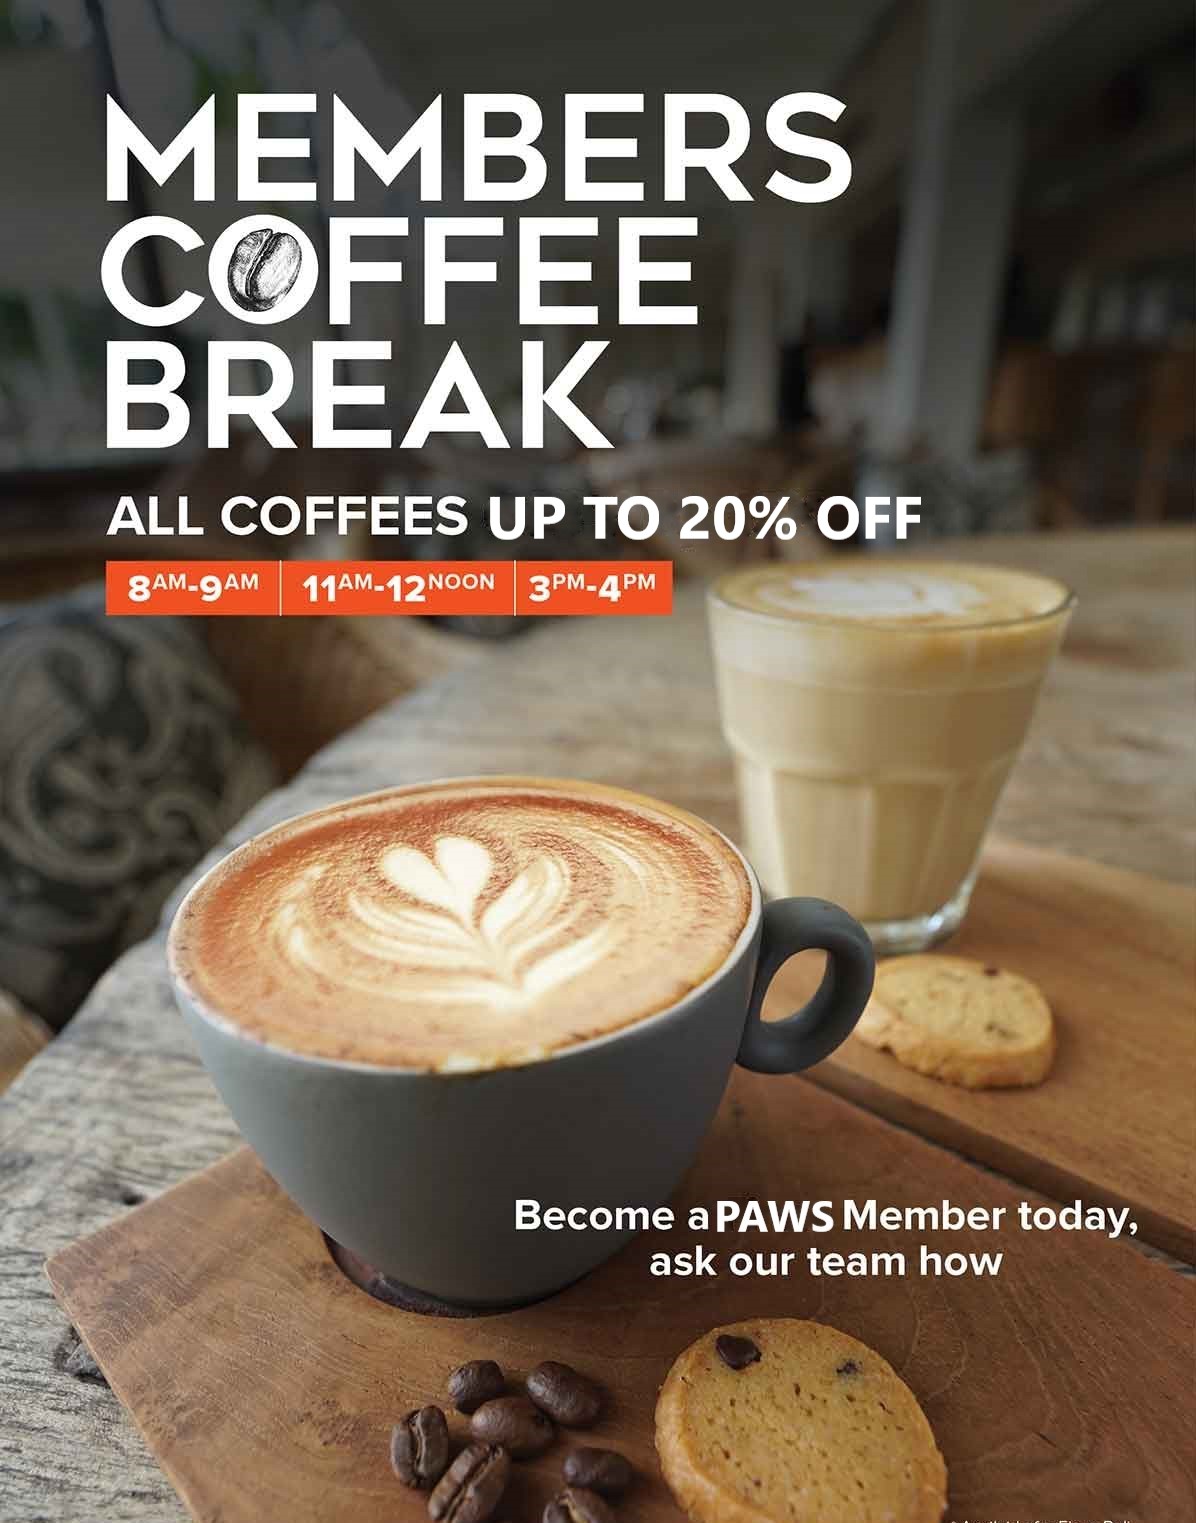 MEMBERS
COFFEE
BREAK
ALL COFFEES UP TO 20% OFF
8AM-9AM 11AM-12NOON 3PM-4PM
Become a PAWS Member today,
ask our team how